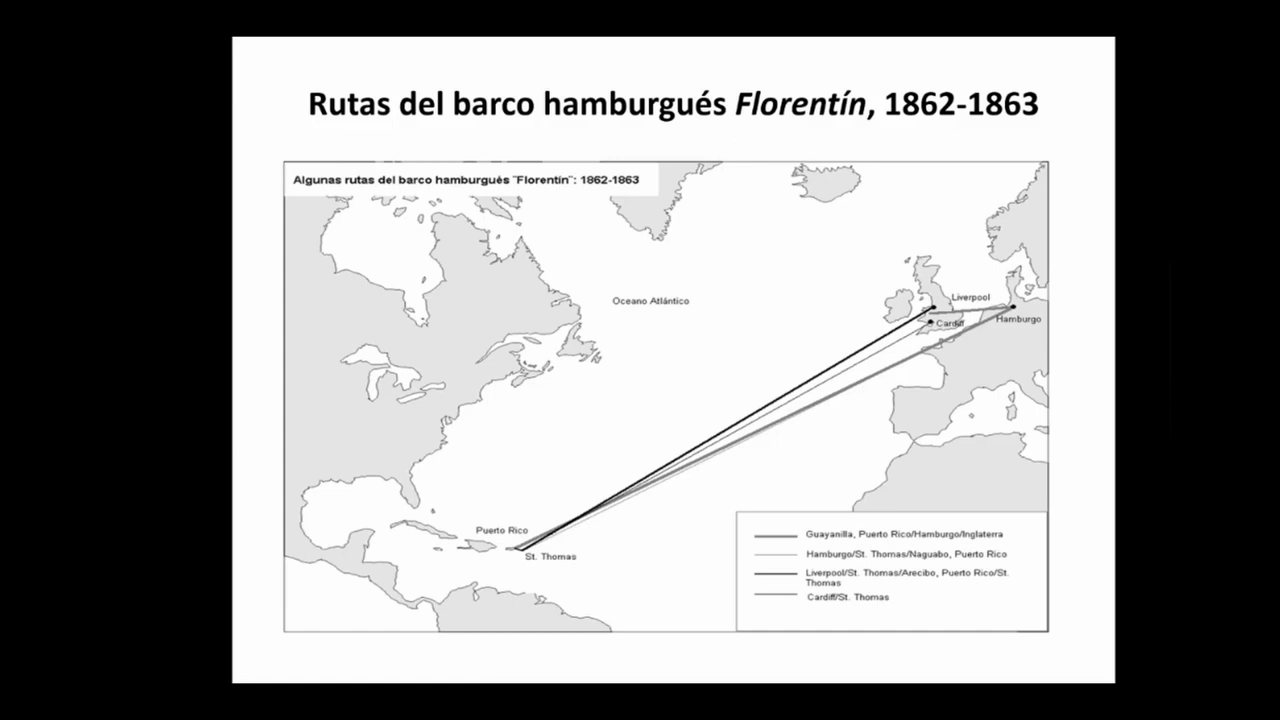 Rutas del barco hamburgués Florentín, 1862-1863
Algunas rutas del barco hamburgués ¨Florentín¨: 1862-1863
Oceano Atlántico
Liverpool
Cardiff
Hamburgo
Puerto Rico
St. Thomas
Guayanilla, Puerto Rico/Hamburgo/Inglaterra
Hamburgo/St. Thomas/Naguabo, Puerto Rico
Liverpool/St. Thomas/Arecibo, Puerto Rico/St.
Thomas
Cardiff/St. Thomas